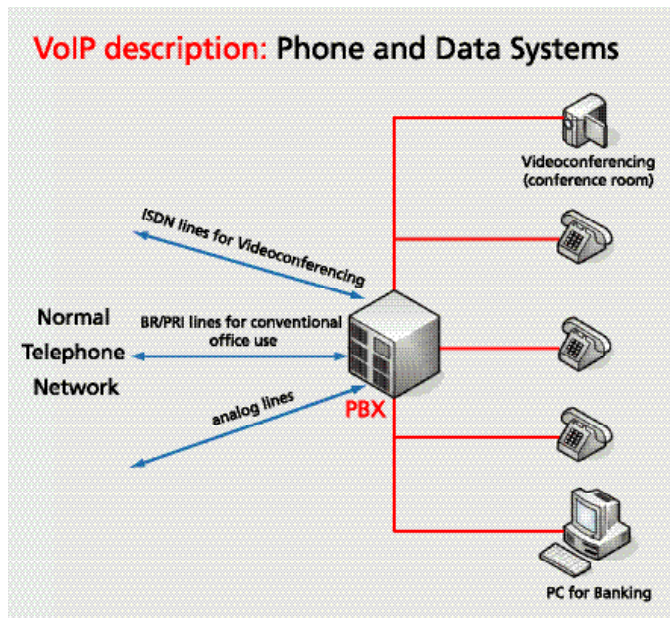 VoIP description: Phone and Data Systems
Videoconferencing
(conference room)
ISDN lines for Videoconferencing
Normal
Telephone
Network
BR/PRI lines for conventional
office use
analog lines
PBX
PC for Banking